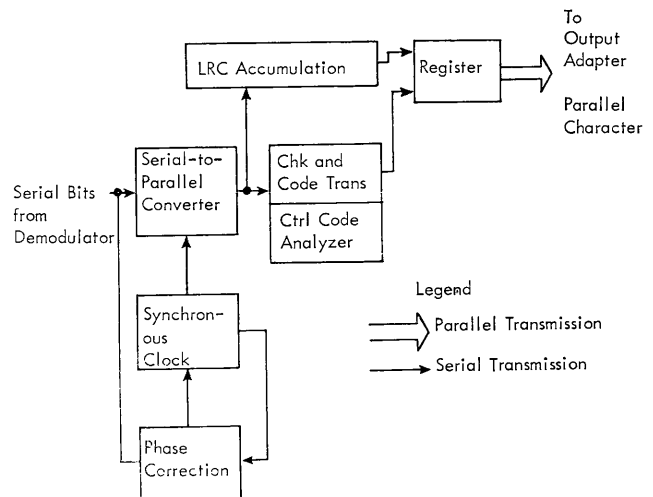 To
Output
Adapter
Parallel
Character
LRC Accumulation
Register
Serial Bits
from
Demodulator
Serial-to-
Parallel
Converter
Chk and
Code Trans
Ctrl Code
Analyzer
Synchron-
ous
Clock
Phase
Correction
Legend
Parallel Transmission
Serial Transmission